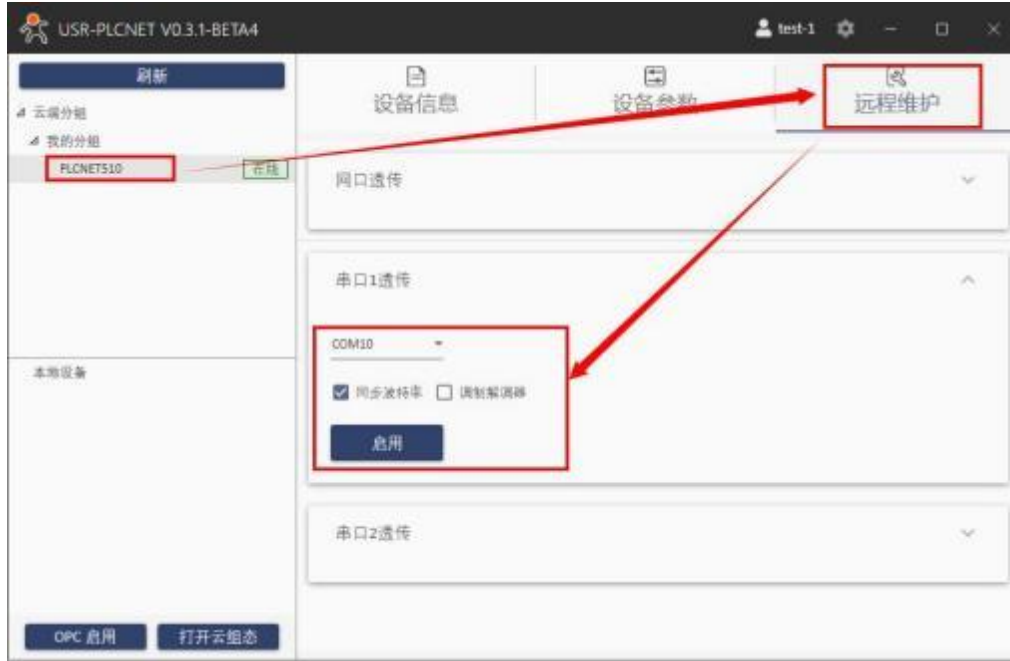 USR-PLCNET V0.3.1-BETA4
test-1
刷新
云端分组
我的分组
PLCNET510
在线
本地设备
OPC 启用
打开云组态
设备信息
设备参数
远程维护
网口透传
串口1透传
COM10
同步波特率
调制解调器
启用
串口2透传